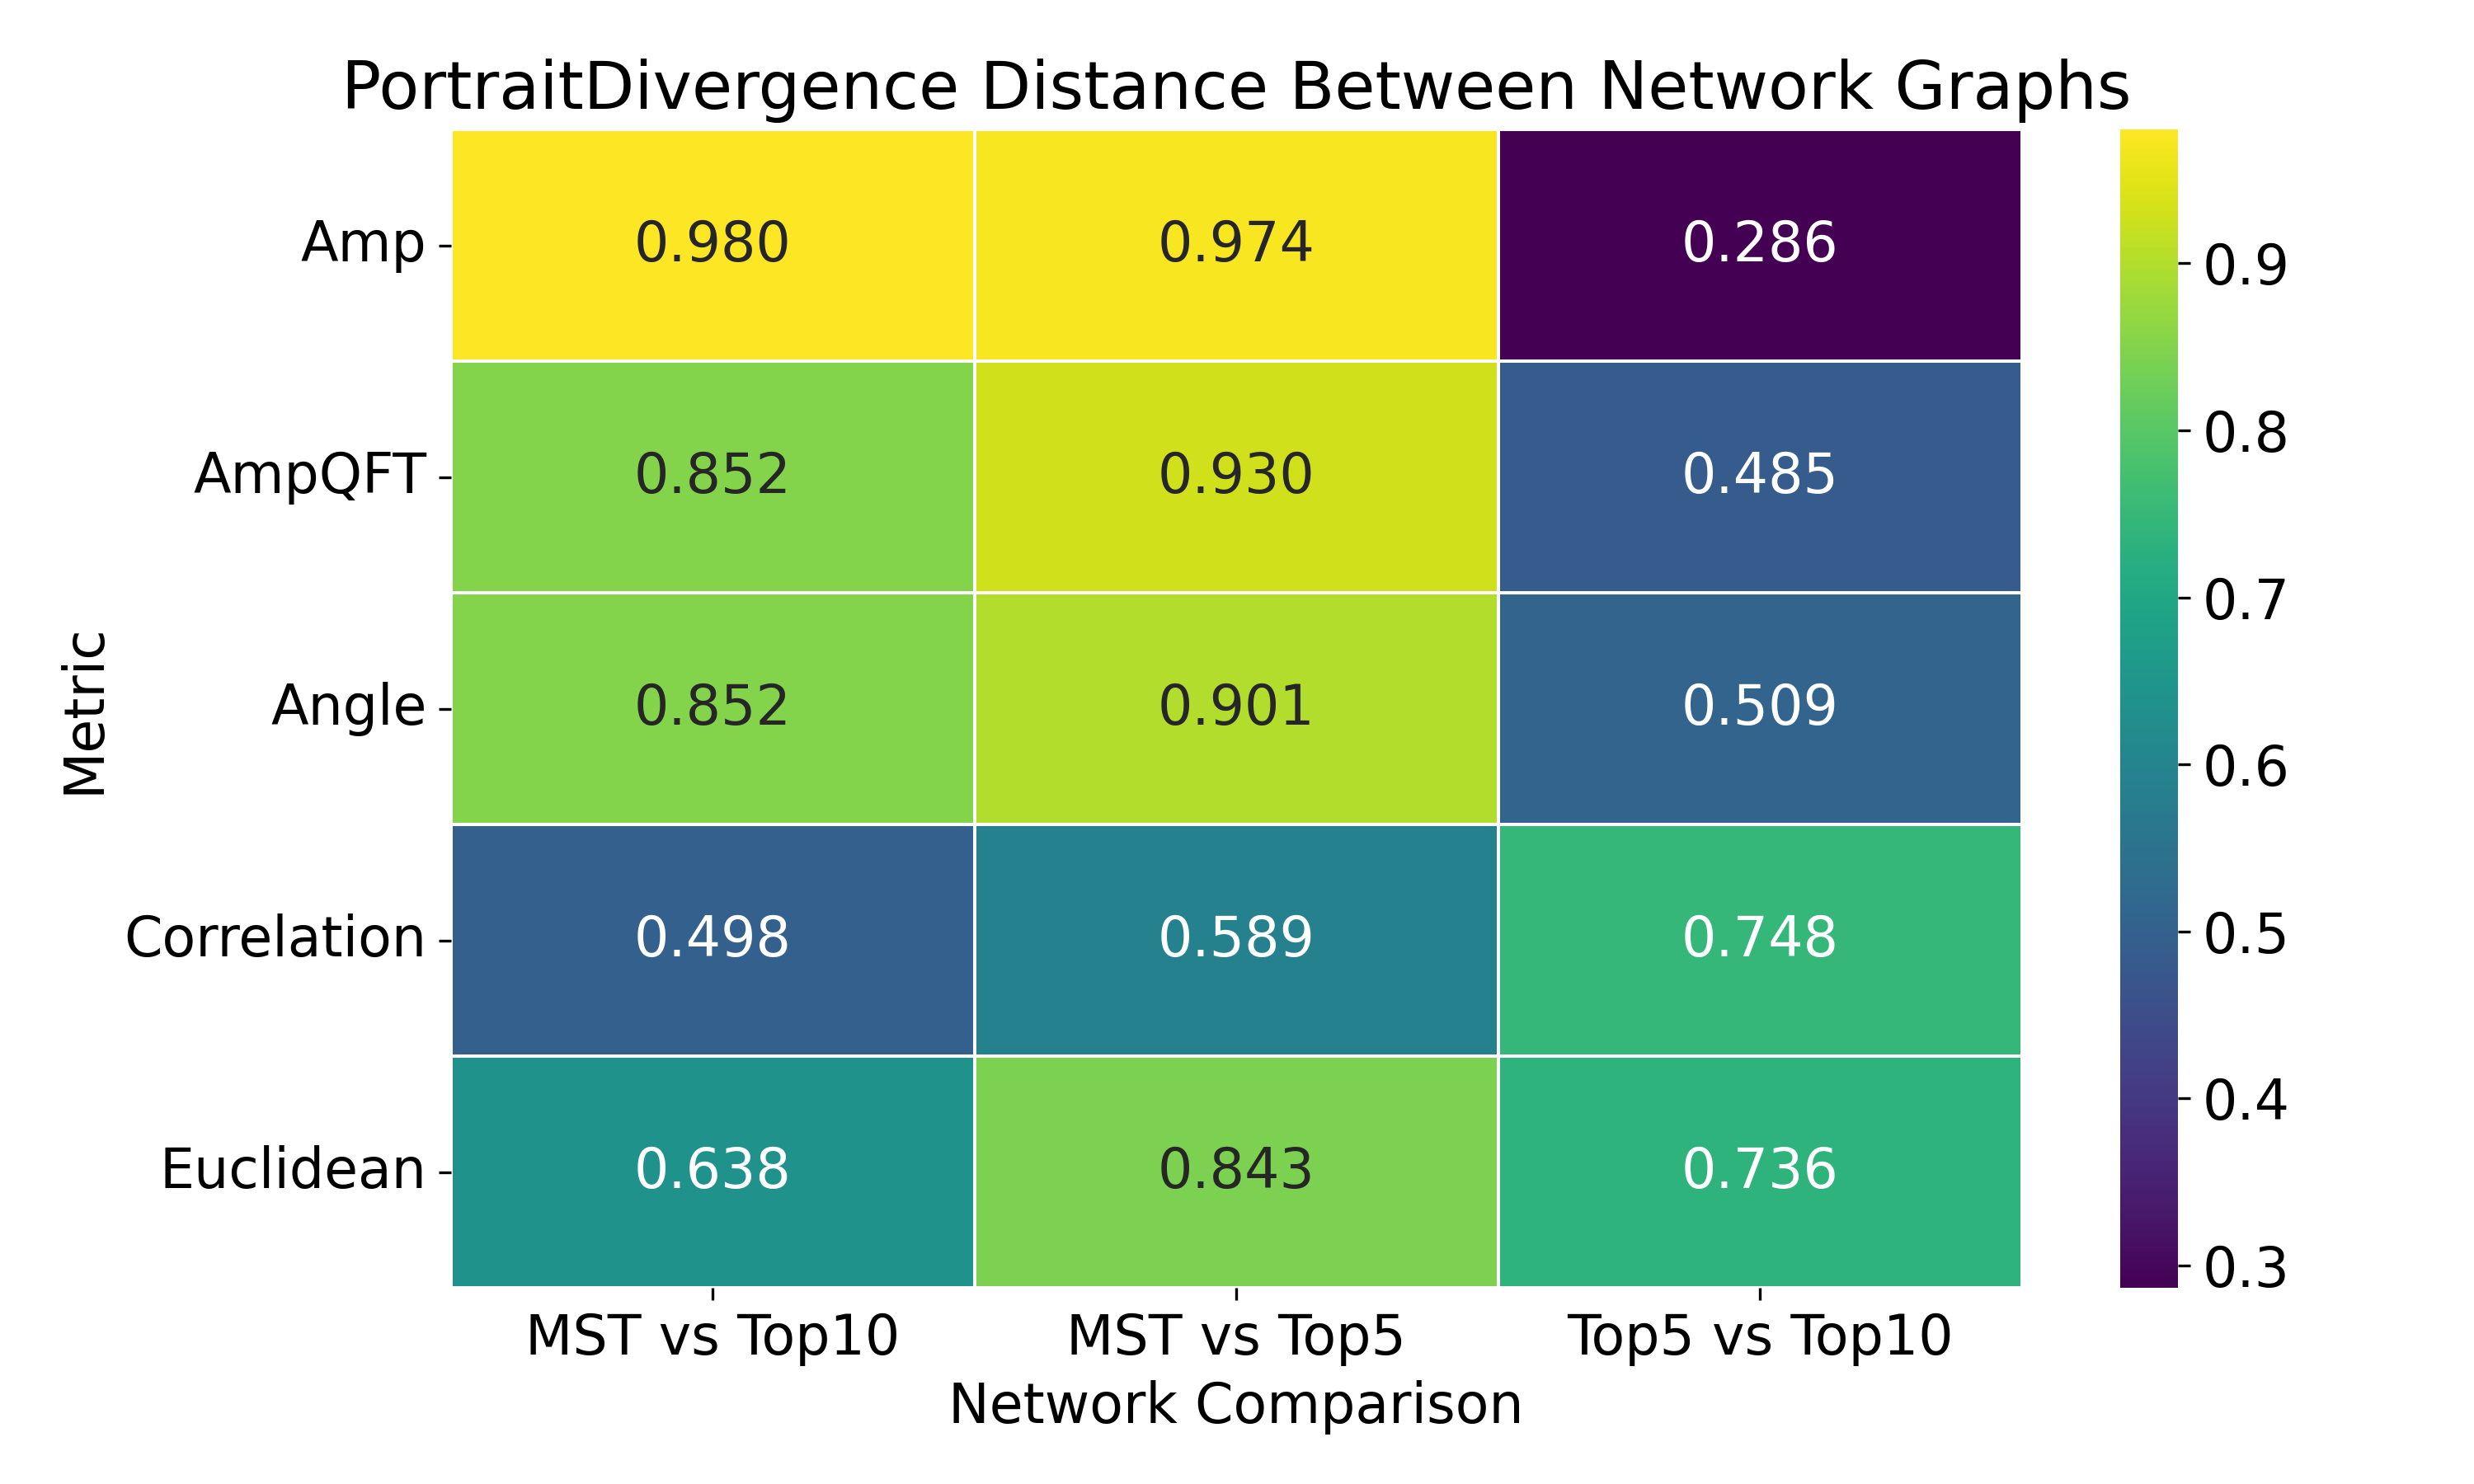 PortraitDivergence Distance Between Network Graphs
Amp 0.980 0.974 0.286
AmpQFT 0.852 0.930 0.485
Angle 0.852 0.901 0.509
Correlation 0.498 0.589 0.748
Euclidean 0.638 0.843 0.736
Metric
MST vs Top10 MST vs Top5 Top5 vs Top10
Network Comparison
0.9
0.8
0.7
0.6
0.5
0.4
0.3